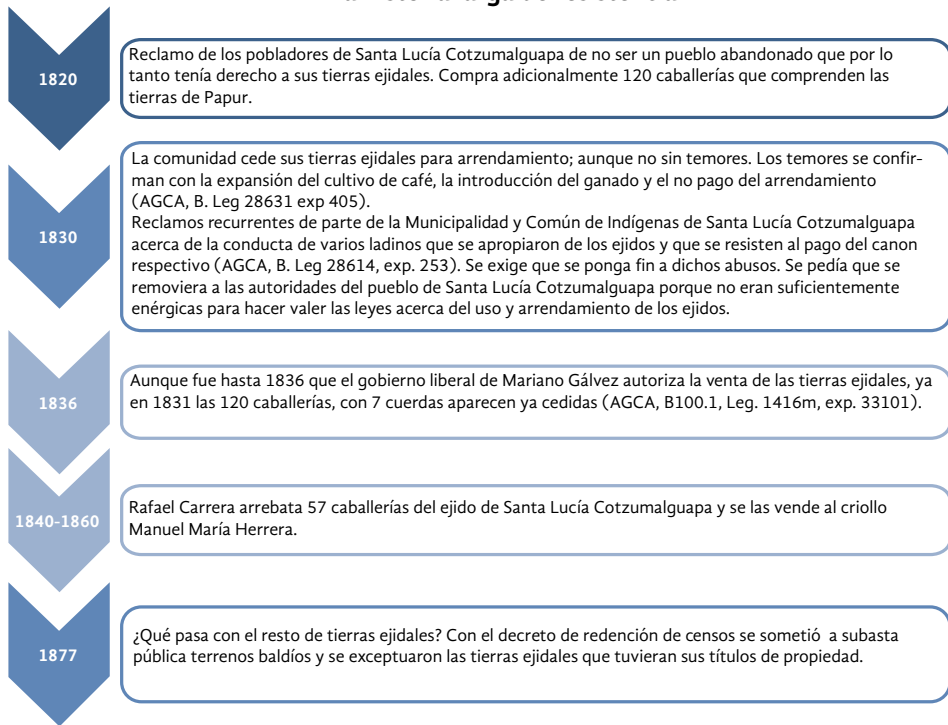 1820
Reclamo de los pobladores de Santa Lucía Cotzumalguapa de no ser un pueblo abandonado que por lo
tanto tenía derecho a sus tierras ejidales. Compra adicionalmente 120 caballerías que comprenden las
tierras de Papur.
1830
La comunidad cede sus tierras ejidales para arrendamiento; aunque no sin temores. Los temores se confir-
man con la expansión del cultivo de café, la introducción del ganado y el no pago del arrendamiento
(AGCA, B. Leg 28631 exp 405).
Reclamos recurrentes de parte de la Municipalidad y Común de Indígenas de Santa Lucía Cotzumalguapa
acerca de la conducta de varios ladinos que se apropiaron de los ejidos y que se resisten al pago del canon
respectivo (AGCA, B. Leg 28614, exp. 253). Se exige que se ponga fin a dichos abusos. Se pedía que se
removiera a las autoridades del pueblo de Santa Lucía Cotzumalguapa porque no eran suficientemente
enérgicas para hacer valer las leyes acerca del uso y arrendamiento de los ejidos.
1836
Aunque fue hasta 1836 que el gobierno liberal de Mariano Gálvez autoriza la venta de las tierras ejidales, ya
en 1831 las 120 caballerías, con 7 cuerdas aparecen ya cedidas (AGCA, B100.1, Leg. 1416m, exp. 33101).
1840-1860
Rafael Carrera arrebata 57 caballerías del ejido de Santa Lucía Cotzumalguapa y se las vende al criollo
Manuel María Herrera.
1877
¿Qué pasa con el resto de tierras ejidales? Con el decreto de redención de censos se sometió a subasta
pública terrenos baldíos y se exceptuaron las tierras ejidales que tuvieran sus títulos de propiedad.